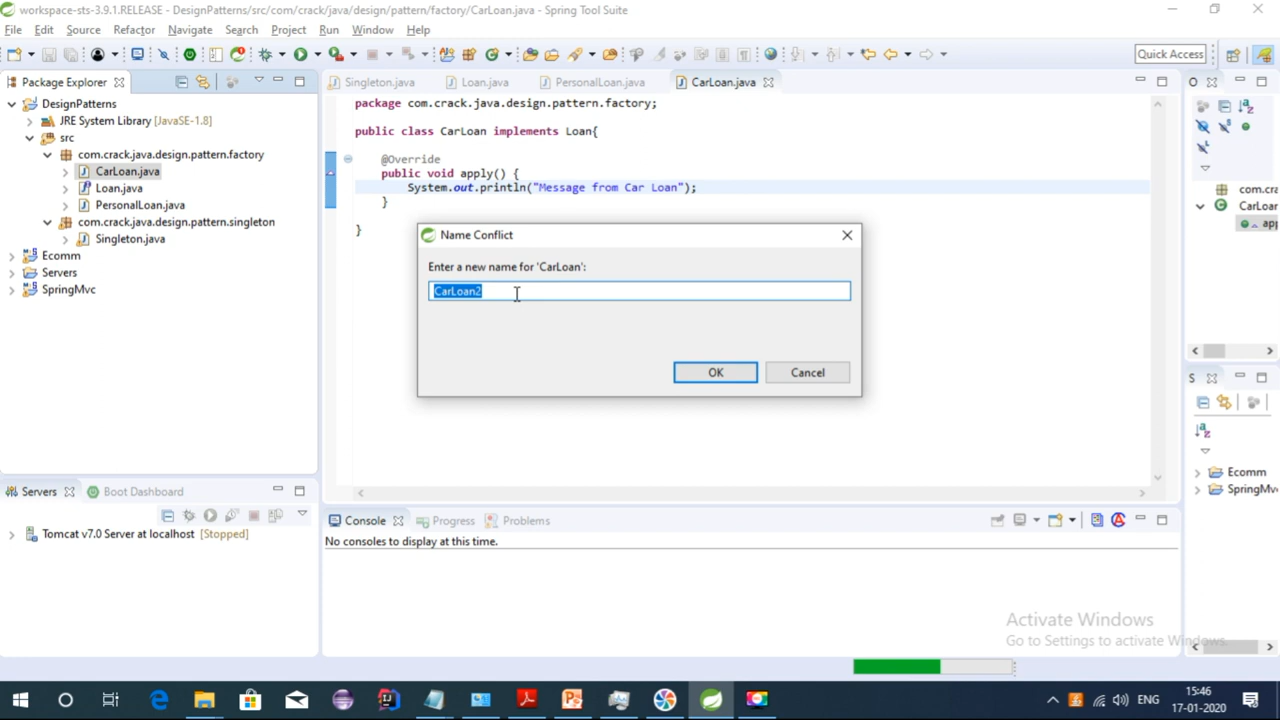 workspace-sts-3.9.1.RELEASE - DesignPatterns/src/com/crack/java/design/pattern/factory/CarLoan.java - Spring Tool Suite
File Edit Source Refactor Navigate Search Project Run Window Help
Quick Access
Package Explorer
DesignPatterns
JRE System Library [JavaSE-1.8]
src
com.crack.java.design.pattern.factory
CarLoan.java
Loan.java
PersonalLoan.java
com.crack.java.design.pattern.singleton
Singleton.java
Ecomm
Servers
SpringMvc
Singleton.java Loan.java PersonalLoan.java CarLoan.java
package com.crack.java.design.pattern.factory;
public class CarLoan implements Loan{
@Override
public void apply() {
System.out.println("Message from Car Loan");
}
}
Name Conflict
Enter a new name for 'CarLoan':
CarLoan2
OK Cancel
O
com.cra
CarLoan
app
S
Ecomm
SpringMv
Servers Boot Dashboard
Tomcat v7.0 Server at localhost [Stopped]
Console Progress Problems
No consoles to display at this time.
Activate Windows
Go to Settings to activate Windows.
ENG
15:46
17-01-2020